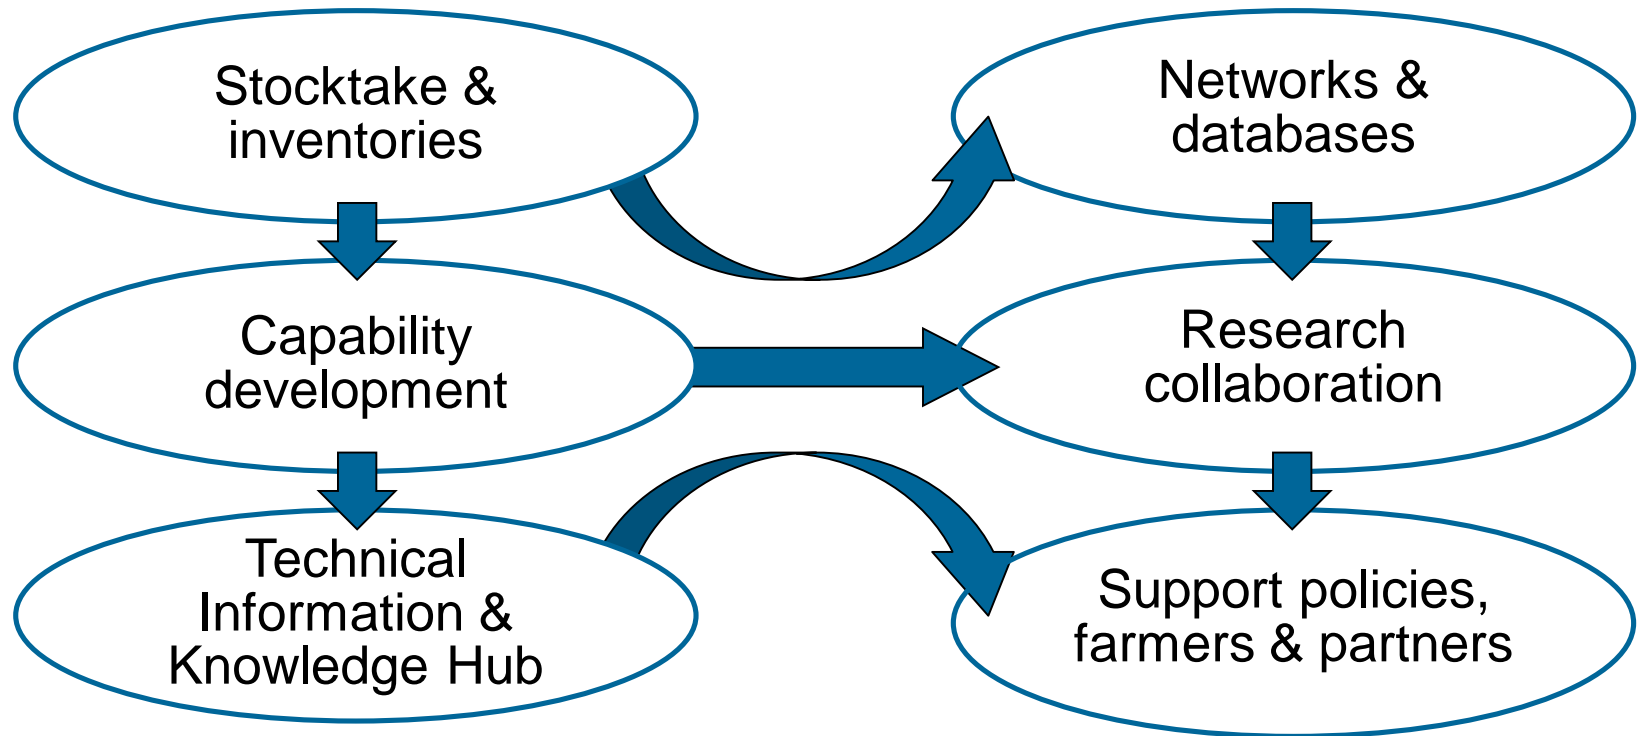 Stocktake &
inventories
Networks &
databases
Capability
development
Research
collaboration
Technical
Information &
Knowledge Hub
Support policies,
farmers & partners